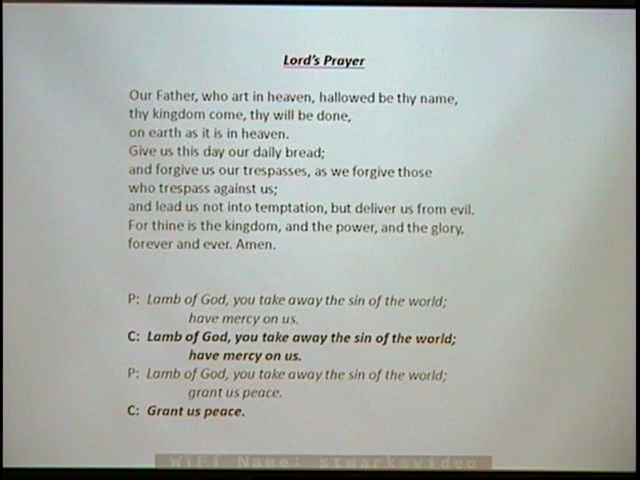 Lord's Prayer
Our Father, who art in heaven, hallowed be thy name,
thy kingdom come, thy will be done,
on earth as it is in heaven.
Give us this day our daily bread;
and forgive us our trespasses, as we forgive those
who trespass against us;
and lead us not into temptation, but deliver us from evil.
For thine is the kingdom, and the power, and the glory,
forever and ever. Amen.
P: Lamb of God, you take away the sin of the world;
have mercy on us.
C: Lamb of God, you take away the sin of the world;
have mercy on us.
P: Lamb of God, you take away the sin of the world;
grant us peace.
C: Grant us peace.
WiFi Name: stmarksvideo